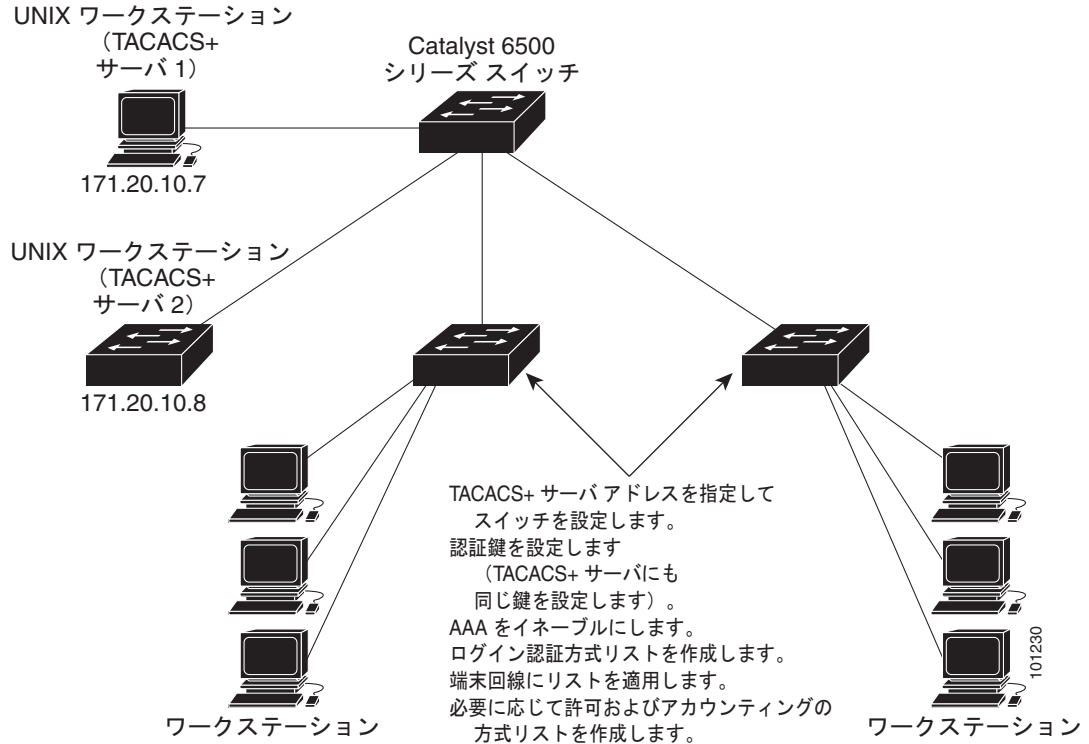 UNIX ワークステーション
（TACACS+
サーバ 1）
171.20.10.7
Catalyst 6500
シリーズ スイッチ
UNIX ワークステーション
（TACACS+
サーバ 2）
171.20.10.8
TACACS+ サーバ アドレスを指定して
スイッチを設定します。
認証鍵を設定します
（TACACS+ サーバにも
同じ鍵を設定します）。
AAA をイネーブルにします。
ログイン認証方式リストを作成します。
端末回線にリストを適用します。
必要に応じて許可およびアカウンティングの
方式リストを作成します。
ワークステーション
ワークステーション
101230